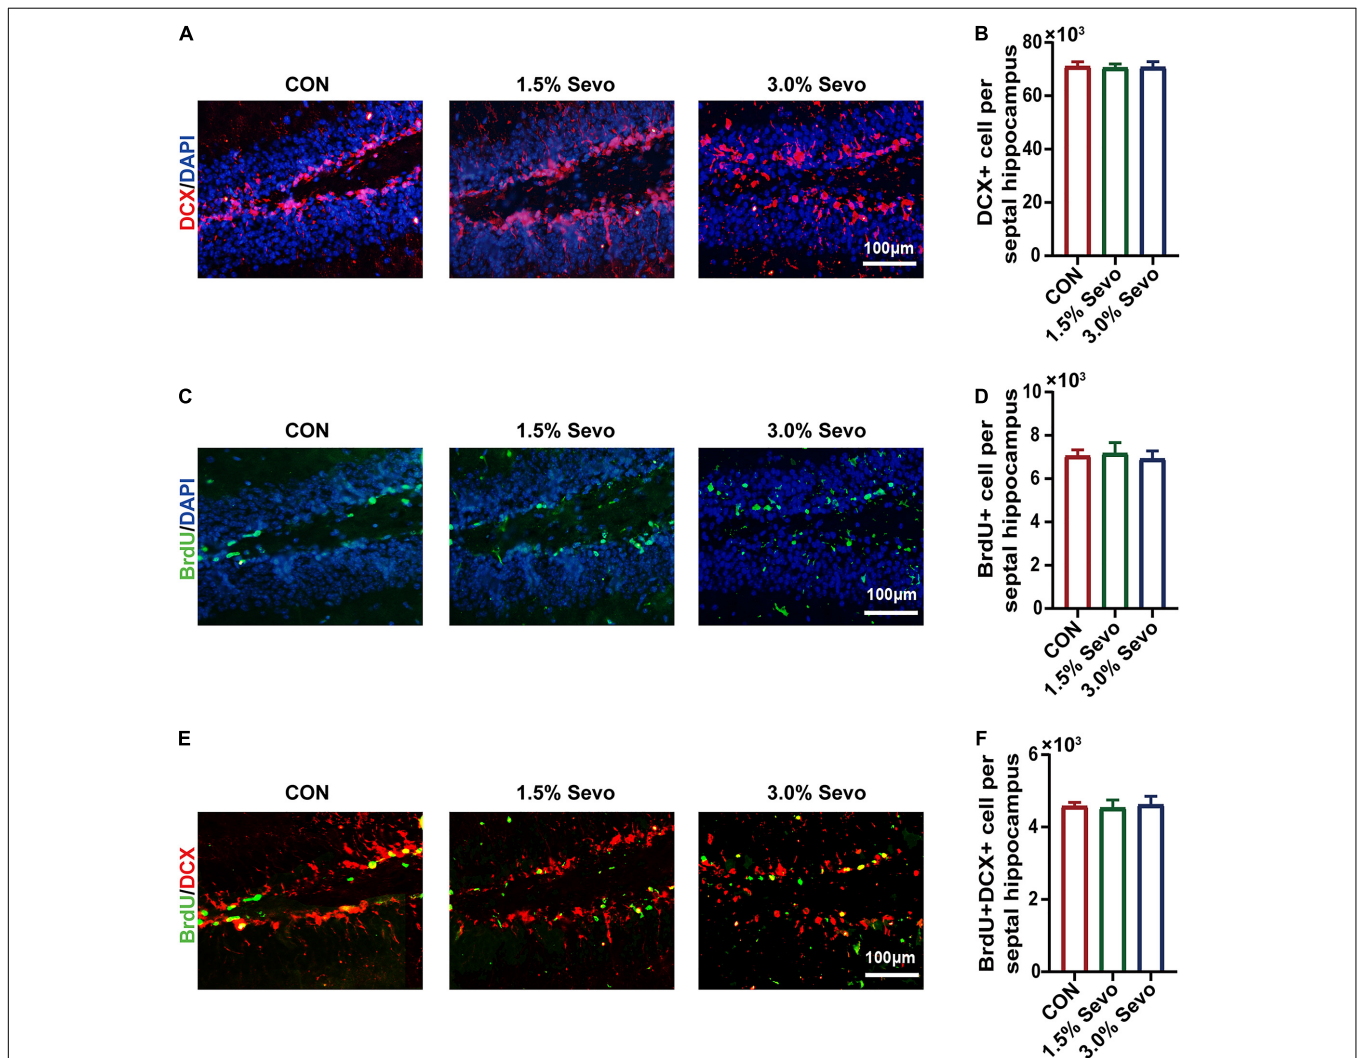 A
CON
1.5% Sevo
3.0% Sevo
DCX/DAPI
100µm
B
×10³
DCX+ cell per
septal hippocampus
80
60
40
20
0
CON
1.5% Sevo
3.0% Sevo
C
CON
1.5% Sevo
3.0% Sevo
BrdU/DAPI
100µm
D
×10³
BrdU+ cell per
septal hippocampus
10
8
6
4
2
0
CON
1.5% Sevo
3.0% Sevo
E
CON
1.5% Sevo
3.0% Sevo
BrdU/DCX
100µm
F
×10³
BrdU+DCX+ cell per
septal hippocampus
6
4
2
0
CON
1.5% Sevo
3.0% Sevo